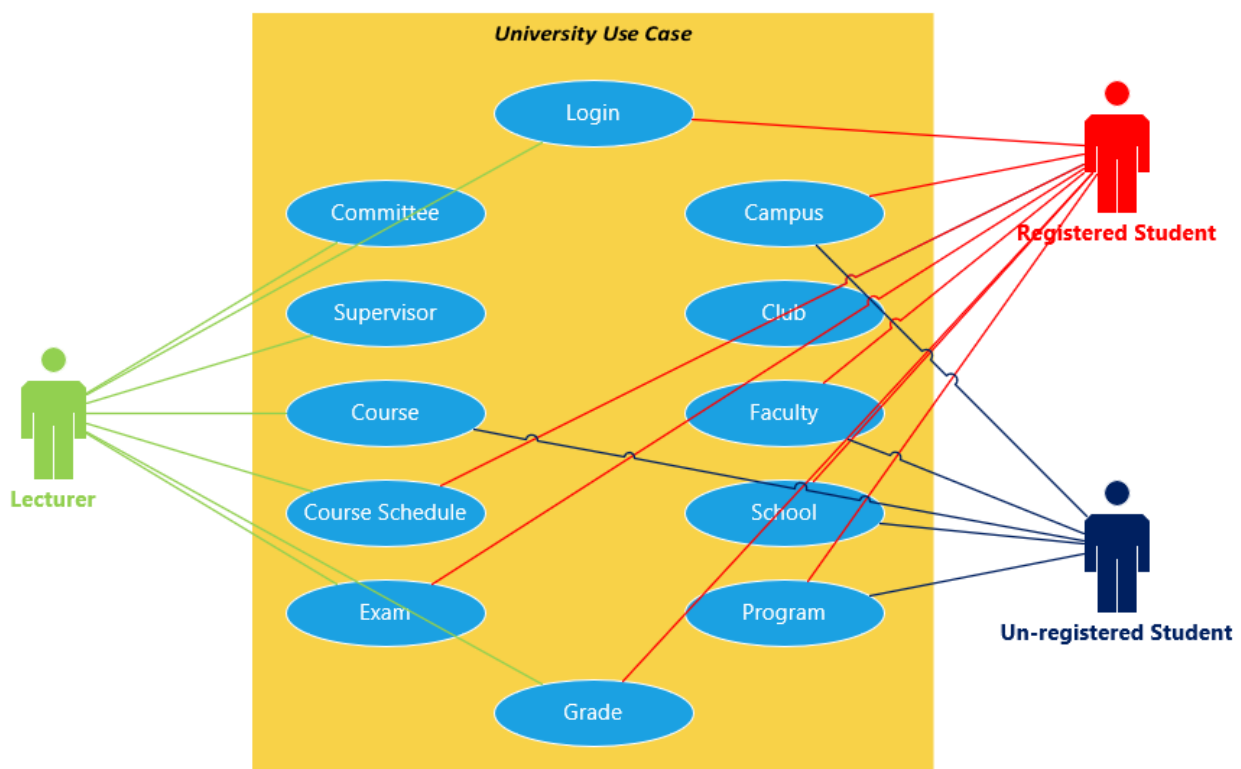 University Use Case
Login
Committee
Campus
Registered Student
Supervisor
Club
Course
Faculty
Lecturer
Course Schedule
School
Exam
Program
Un-registered Student
Grade